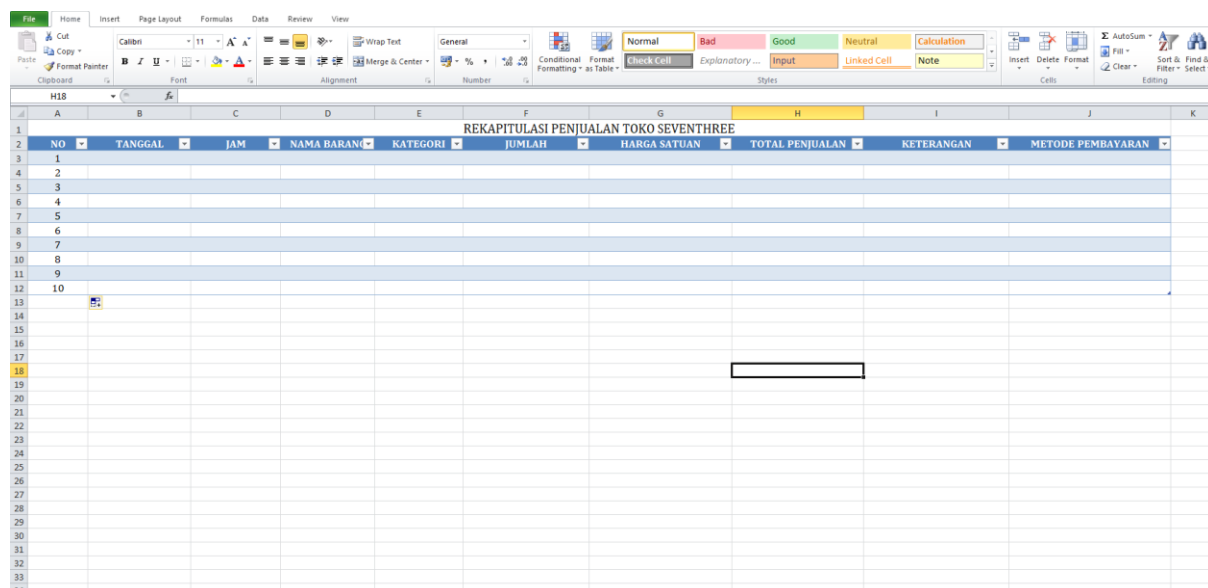 File Home Insert Page Layout Formulas Data Review View
Cut
Copy
Format Painter
Paste
Clipboard
Calibri 11 A A
B I U A
Font
Wrap Text
Merge & Center
Alignment
General
% ,
Number
Conditional Formatting
Format as Table
Normal Bad Good Neutral Calculation
Check Cell Explanatory ... Input Linked Cell Note
Styles
Insert Delete Format
Cells
Σ AutoSum
Fill
Clear
Sort & Filter
Find & Select
Editing
H18 fx
A B C D E F G H I J K
1 REKAPITULASI PENJUALAN TOKO SEVENTHREE
2 NO TANGGAL JAM NAMA BARANG KATEGORI JUMLAH HARGA SATUAN TOTAL PENJUALAN KETERANGAN METODE PEMBAYARAN
3 1
4 2
5 3
6 4
7 5
8 6
9 7
10 8
11 9
12 10
13
14
15
16
17
18
19
20
21
22
23
24
25
26
27
28
29
30
31
32
33